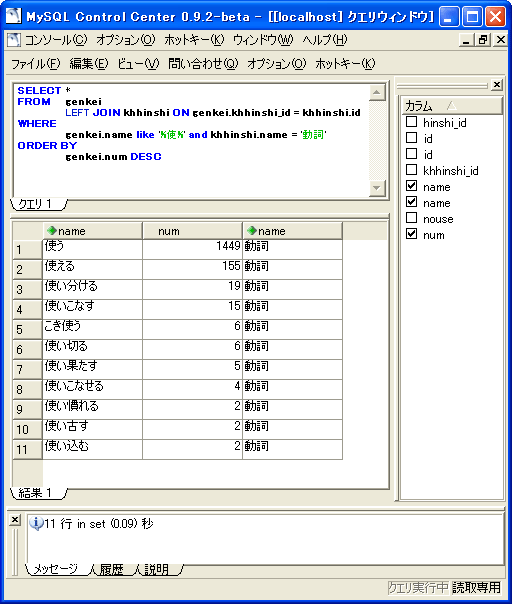 MySQL Control Center 0.9.2-beta - [[localhost] クエリウィンドウ]
コンソール(C) オプション(O) ホットキー(K) ウィンドウ(W) ヘルプ(H)
ファイル(F) 編集(E) ビュー(V) 問い合わせ(Q) オプション(O) ホットキー(K)
SELECT *
FROM genkei
LEFT JOIN khhinshi ON genkei.khhinshi_id = khhinshi.id
WHERE
genkei.name like '%使%' and khhinshi.name = '動詞'
ORDER BY
genkei.num DESC
クエリ 1
カラム
hinshi_id
id
id
khhinshi_id
name
name
nouse
num
name num name
1 使う 1449 動詞
2 使える 155 動詞
3 使い分ける 19 動詞
4 使いこなす 15 動詞
5 こき使う 6 動詞
6 使い切る 6 動詞
7 使い果たす 5 動詞
8 使いこなせる 4 動詞
9 使い慣れる 2 動詞
10 使い古す 2 動詞
11 使い込む 2 動詞
結果 1
11 行 in set (0.09) 秒
メッセージ 履歴 説明
クエリ実行中 読取専用